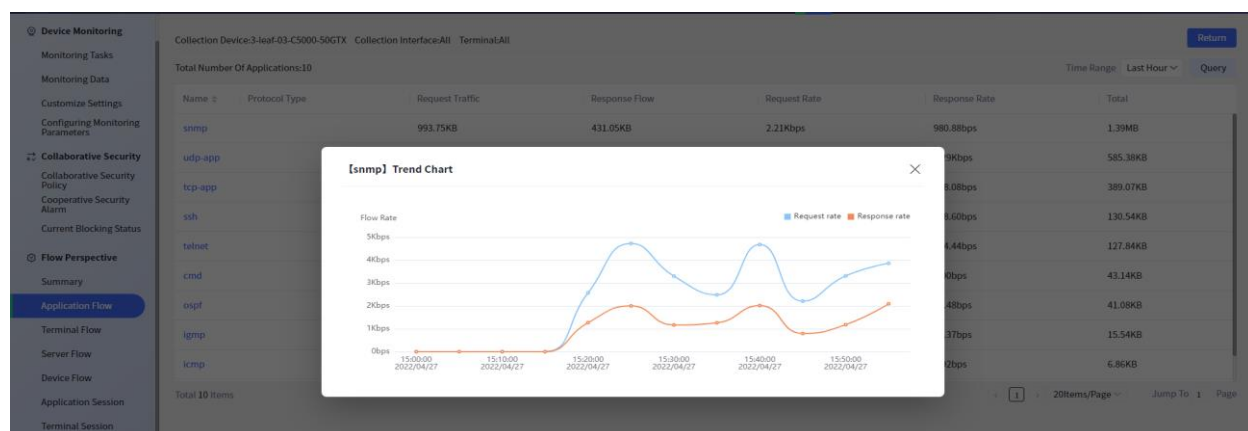 Device Monitoring
Monitoring Tasks
Monitoring Data
Customize Settings
Configuring Monitoring
Parameters
Collaborative Security
Collaborative Security
Policy
Cooperative Security
Alarm
Current Blocking Status
Flow Perspective
Summary
Application Flow
Terminal Flow
Server Flow
Device Flow
Application Session
Terminal Session
Collection Device:3-leaf-03-C5000-50GTX Collection Interface:All Terminal:All
Return
Total Number Of Applications:10
Time Range Last Hour Query
Name Protocol Type Request Traffic Response Flow Request Rate Response Rate Total
snmp 993.75KB 431.05KB 2.21Kbps 980.88bps 1.39MB
udp-app 585.38KB
tcp-app 389.07KB
ssh 130.54KB
telnet 127.84KB
cmd 43.14KB
ospf 41.08KB
igmp 15.54KB
icmp 6.86KB
Total 10 Items
1 20Items/Page Jump To 1 Page
【snmp】Trend Chart
Flow Rate
Request rate Response rate
5Kbps
4Kbps
3Kbps
2Kbps
1Kbps
0bps
15:00:00 15:10:00 15:20:00 15:30:00 15:40:00 15:50:00
2022/04/27 2022/04/27 2022/04/27 2022/04/27 2022/04/27 2022/04/27